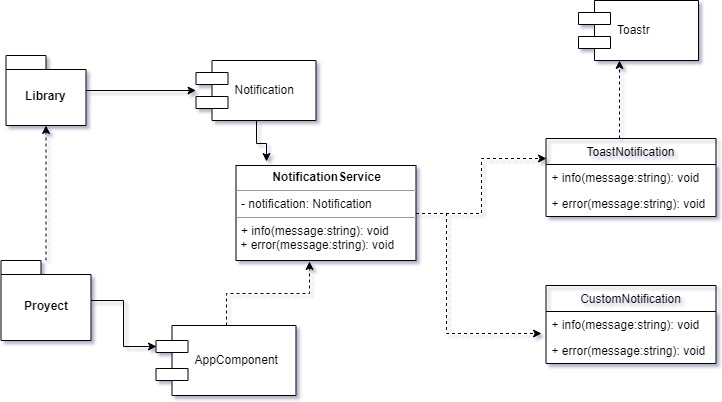 Toastr
Library
Notification
NotificationService
- notification: Notification
+ info(message:string): void
+ error(message:string): void
ToastNotification
+ info(message:string): void
+ error(message:string): void
Proyect
AppComponent
CustomNotification
+ info(message:string): void
+ error(message:string): void